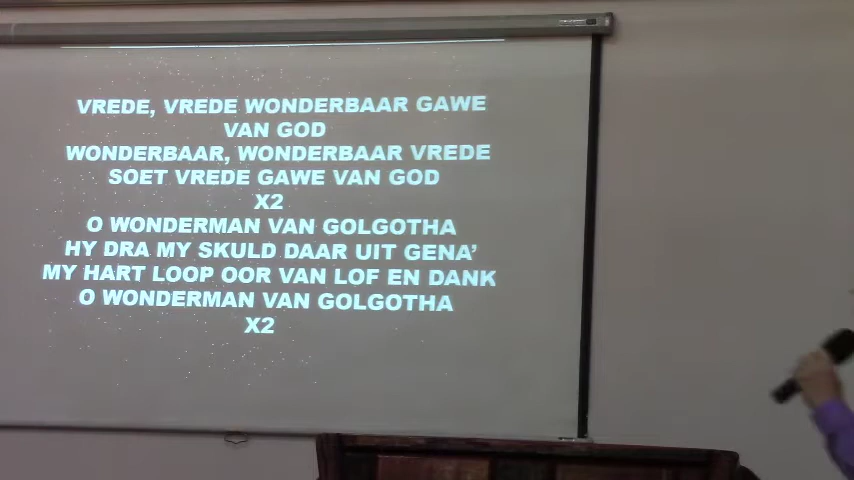 VREDE, VREDE WONDERBAAR GAWE
VAN GOD
WONDERBAAR, WONDERBAAR VREDE
SOET VREDE GAWE VAN GOD
X2
O WONDERMAN VAN GOLGOTHA
HY DRA MY SKULD DAAR UIT GENA’
MY HART LOOP OOR VAN LOF EN DANK
O WONDERMAN VAN GOLGOTHA
X2